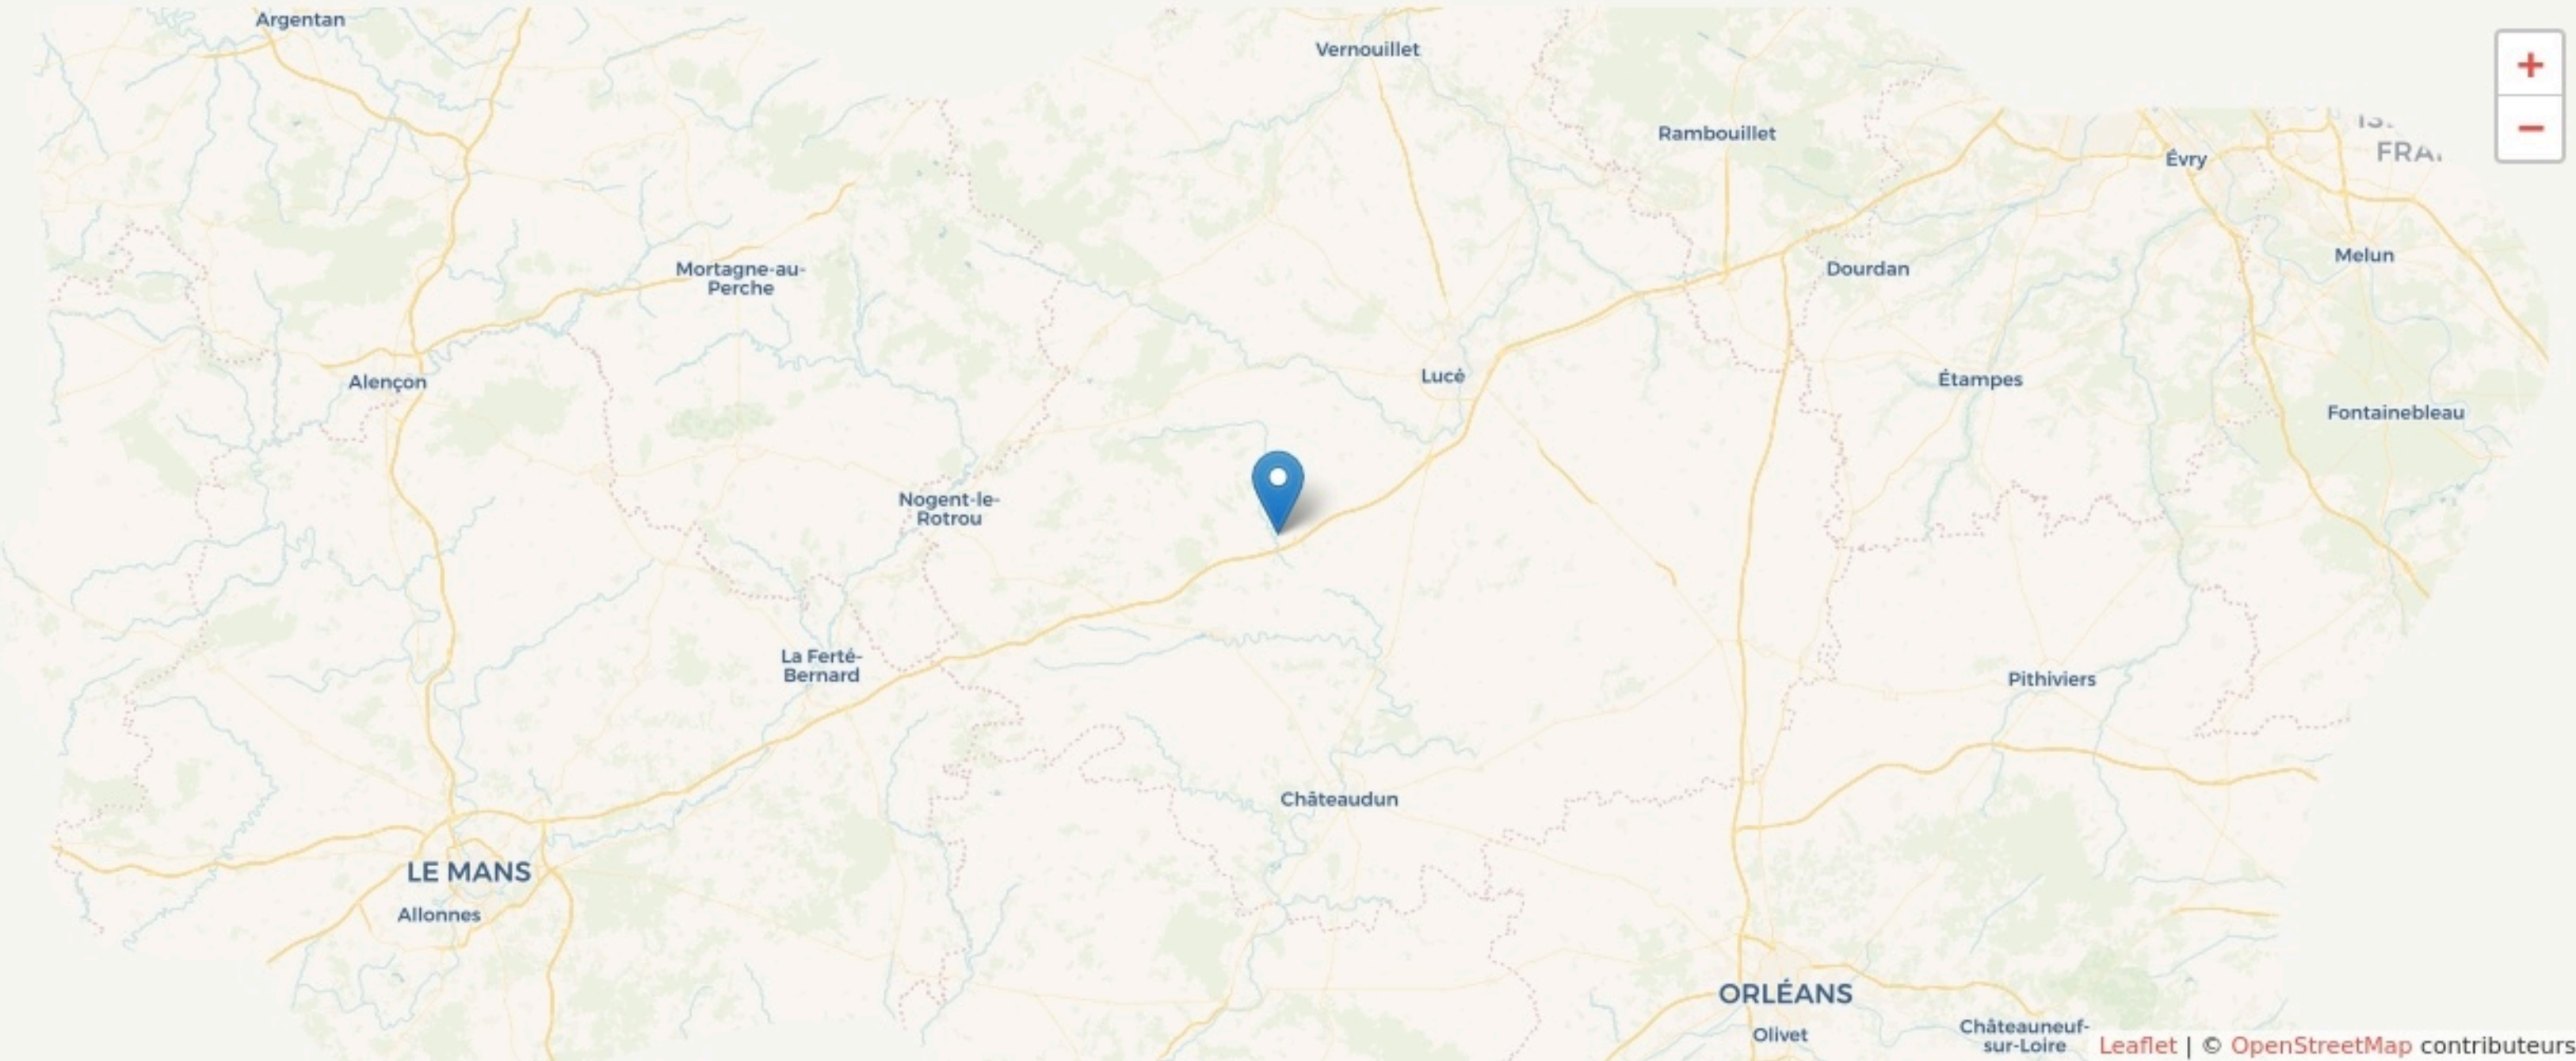 Argentan
Vernouillet
+
−
Rambouillet
Évry
Melun
Mortagne-au-
Perche
Dourdan
Alençon
Lucé
Étampes
Fontainebleau
Nogent-le-
Rotrou
La Ferté-
Bernard
Pithiviers
Châteaudun
LE MANS
Allonnes
ORLÉANS
Olivet
Châteauneuf-
sur-Loire
Leaflet | © OpenStreetMap contributeurs